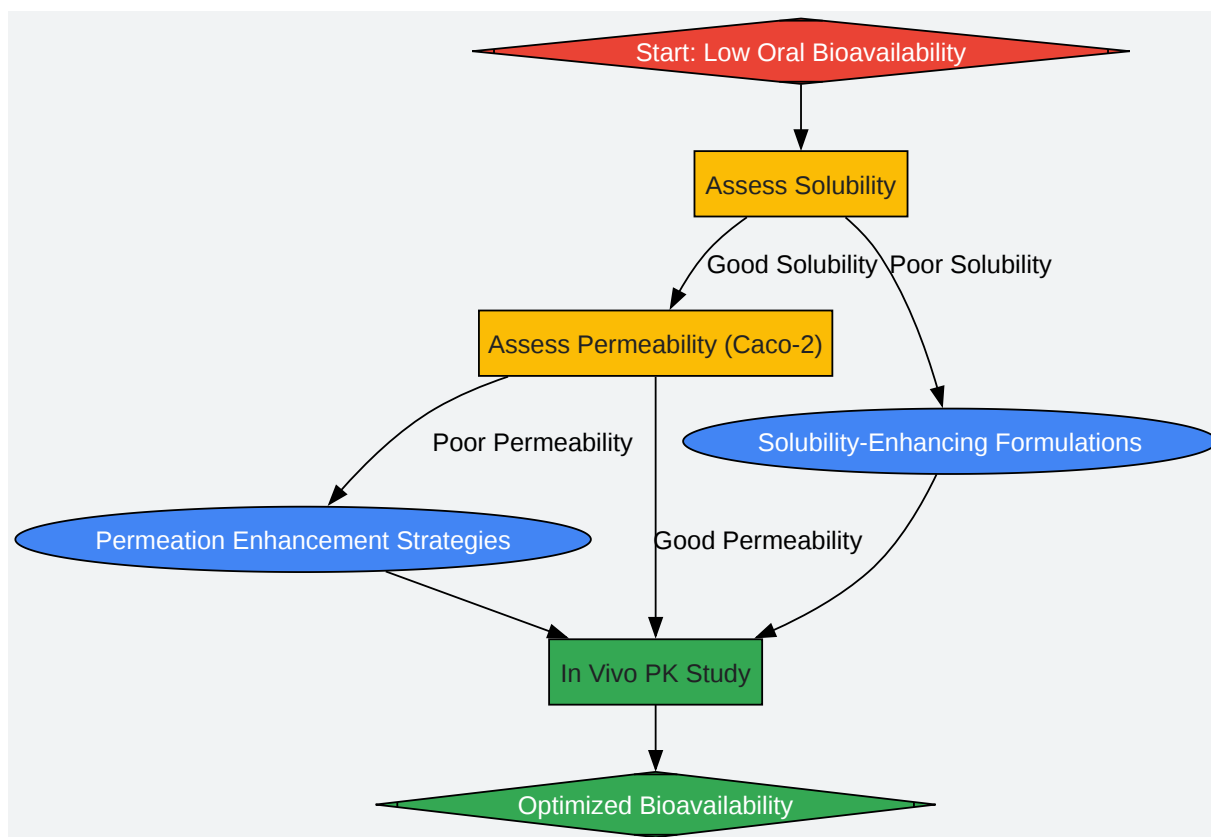 Start: Low Oral Bioavailability
Assess Solubility
Good Solubility
Poor Solubility
Assess Permeability (Caco-2)
Poor Permeability
Solubility-Enhancing Formulations
Permeation Enhancement Strategies
Good Permeability
In Vivo PK Study
Optimized Bioavailability